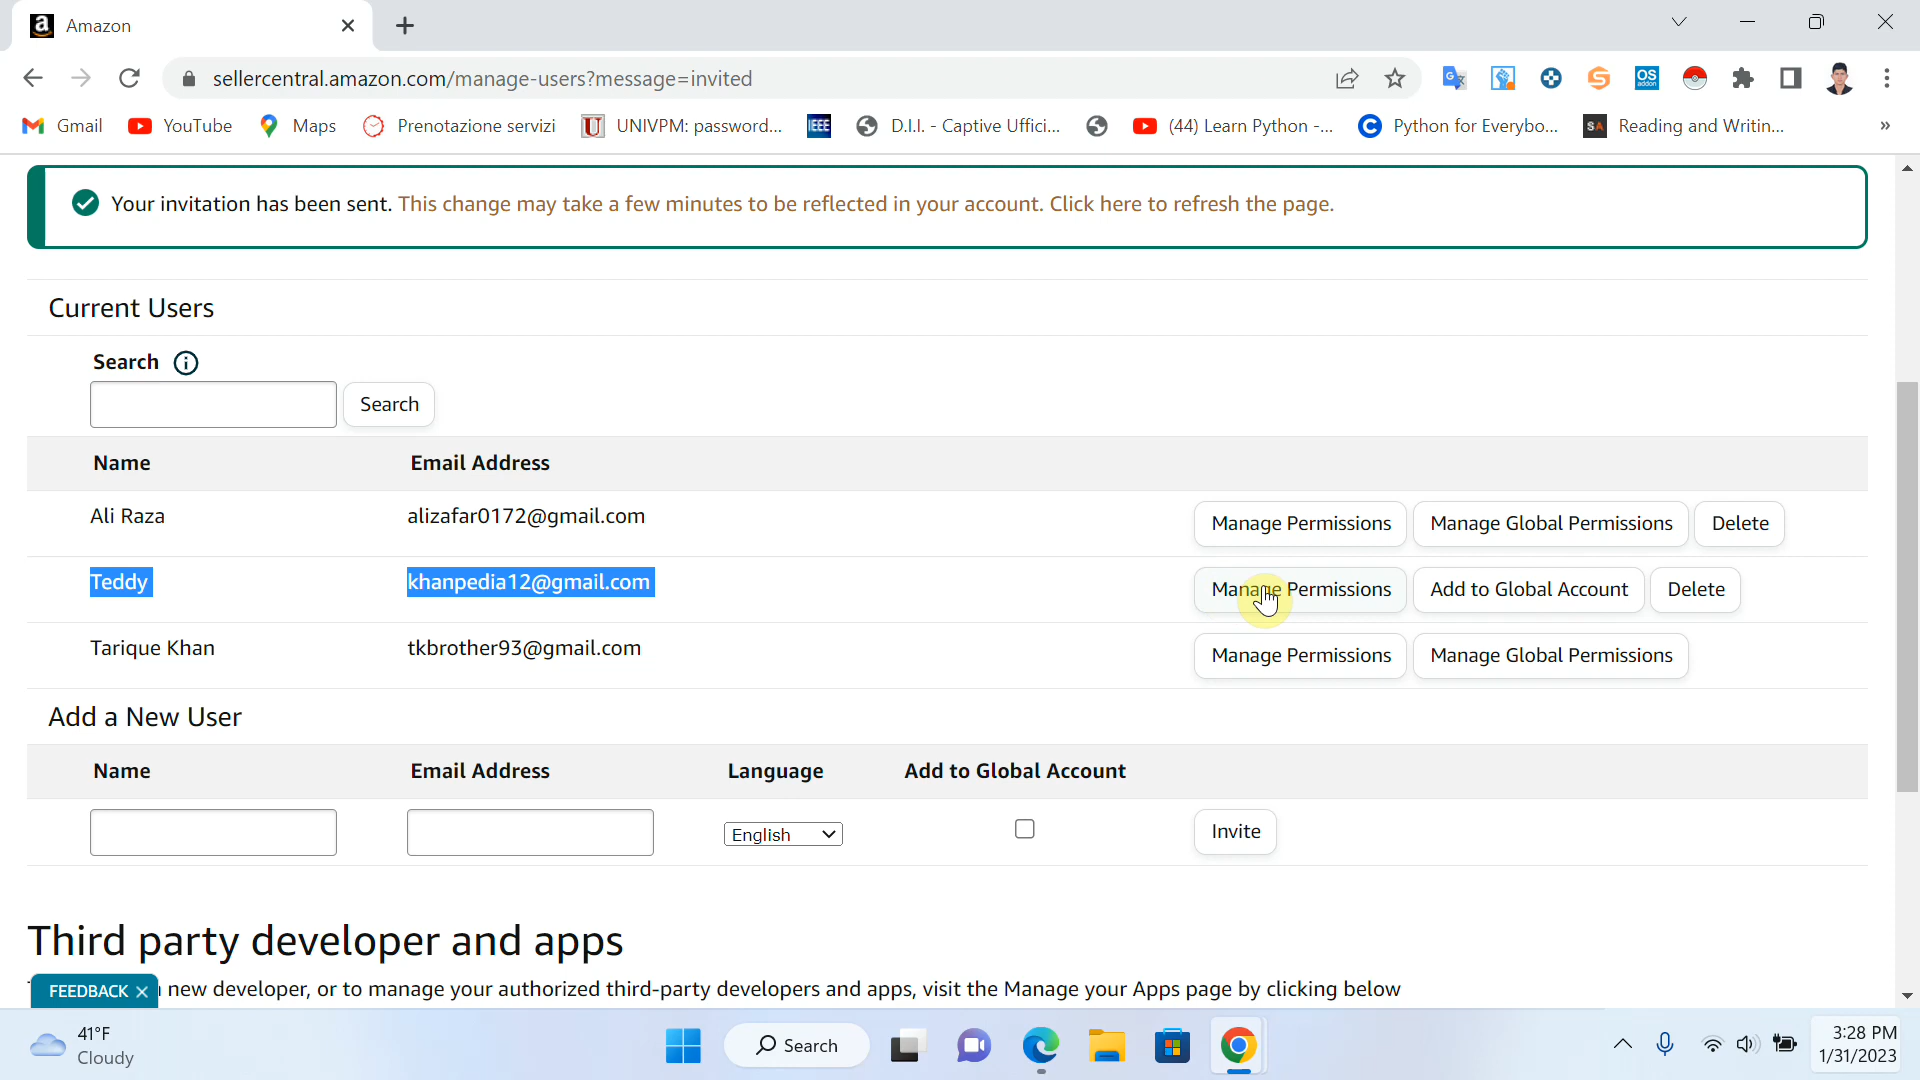 Amazon
sellercentral.amazon.com/manage-users?message=invited
Gmail YouTube Maps Prenotazione servizi UNIVPM: password... IEEE D.I.I. - Captive Uffici... (44) Learn Python -... Python for Everybo... SA Reading and Writin... »
Your invitation has been sent. This change may take a few minutes to be reflected in your account. Click here to refresh the page.
Current Users
Search
Search
Name Email Address
Ali Raza alizafar0172@gmail.com Manage Permissions Manage Global Permissions Delete
Teddy khanpedia12@gmail.com Manage Permissions Add to Global Account Delete
Tarique Khan tkbrother93@gmail.com Manage Permissions Manage Global Permissions
Add a New User
Name Email Address Language Add to Global Account
English Invite
Third party developer and apps
FEEDBACK × new developer, or to manage your authorized third-party developers and apps, visit the Manage your Apps page by clicking below
41°F
Cloudy
Search
3:28 PM
1/31/2023